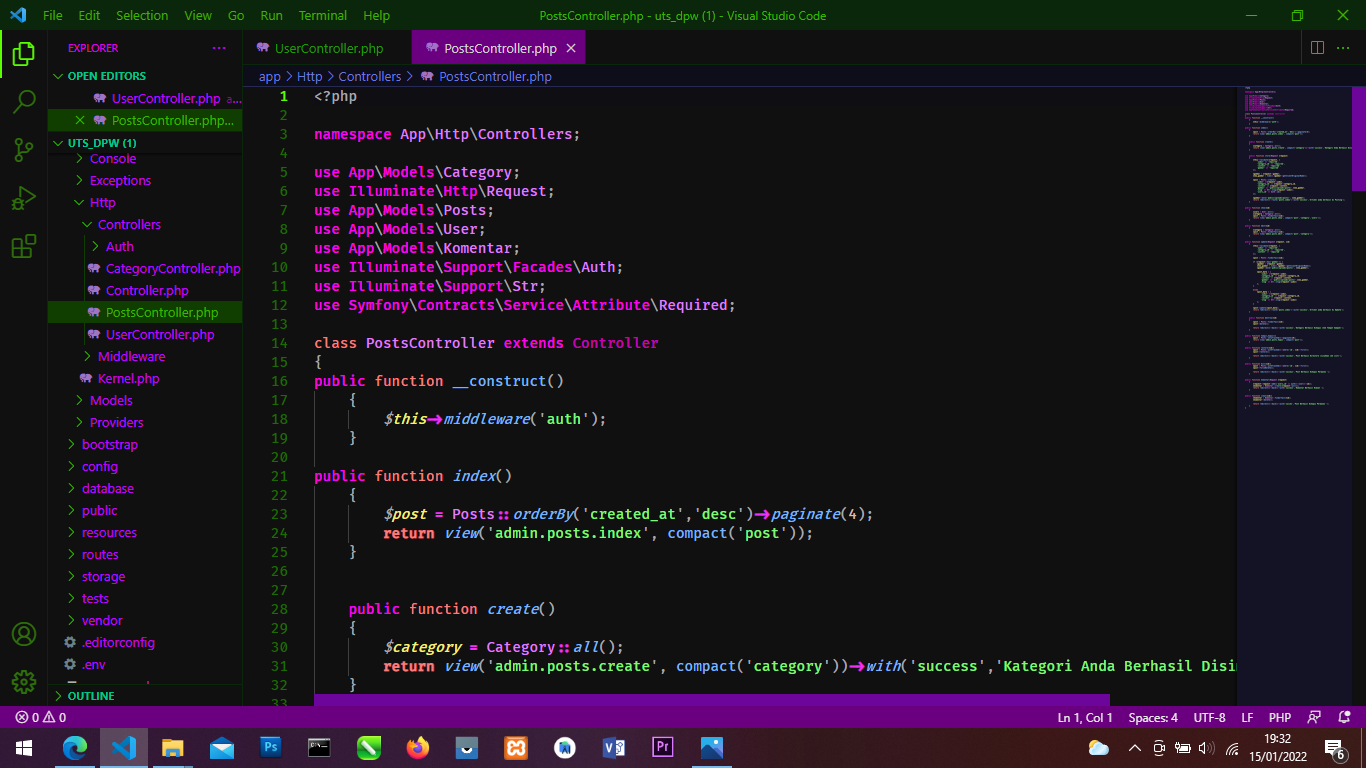 File Edit Selection View Go Run Terminal Help
PostsController.php - uts_dpw (1) - Visual Studio Code
EXPLORER
OPEN EDITORS
UserController.php a...
PostsController.php...
UTS_DPW (1)
Console
Exceptions
Http
Controllers
Auth
CategoryController.php
Controller.php
PostsController.php
UserController.php
Middleware
Kernel.php
Models
Providers
bootstrap
config
database
public
resources
routes
storage
tests
vendor
.editorconfig
.env
OUTLINE
UserController.php
PostsController.php
app > Http > Controllers > PostsController.php
1 <?php
2
3 namespace App\Http\Controllers;
4
5 use App\Models\Category;
6 use Illuminate\Http\Request;
7 use App\Models\Posts;
8 use App\Models\User;
9 use App\Models\Komentar;
10 use Illuminate\Support\Facades\Auth;
11 use Illuminate\Support\Str;
12 use Symfony\Contracts\Service\Attribute\Required;
13
14 class PostsController extends Controller
15 {
16 public function __construct()
17 {
18 $this->middleware('auth');
19 }
20
21 public function index()
22 {
23 $post = Posts::orderBy('created_at','desc')->paginate(4);
24 return view('admin.posts.index', compact('post'));
25 }
26
27
28 public function create()
29 {
30 $category = Category::all();
31 return view('admin.posts.create', compact('category'))->with('success','Kategori Anda Berhasil Disi
32 }
33
0 0
Ln 1, Col 1 Spaces: 4 UTF-8 LF PHP
Ps
Pr
19:32
15/01/2022
6